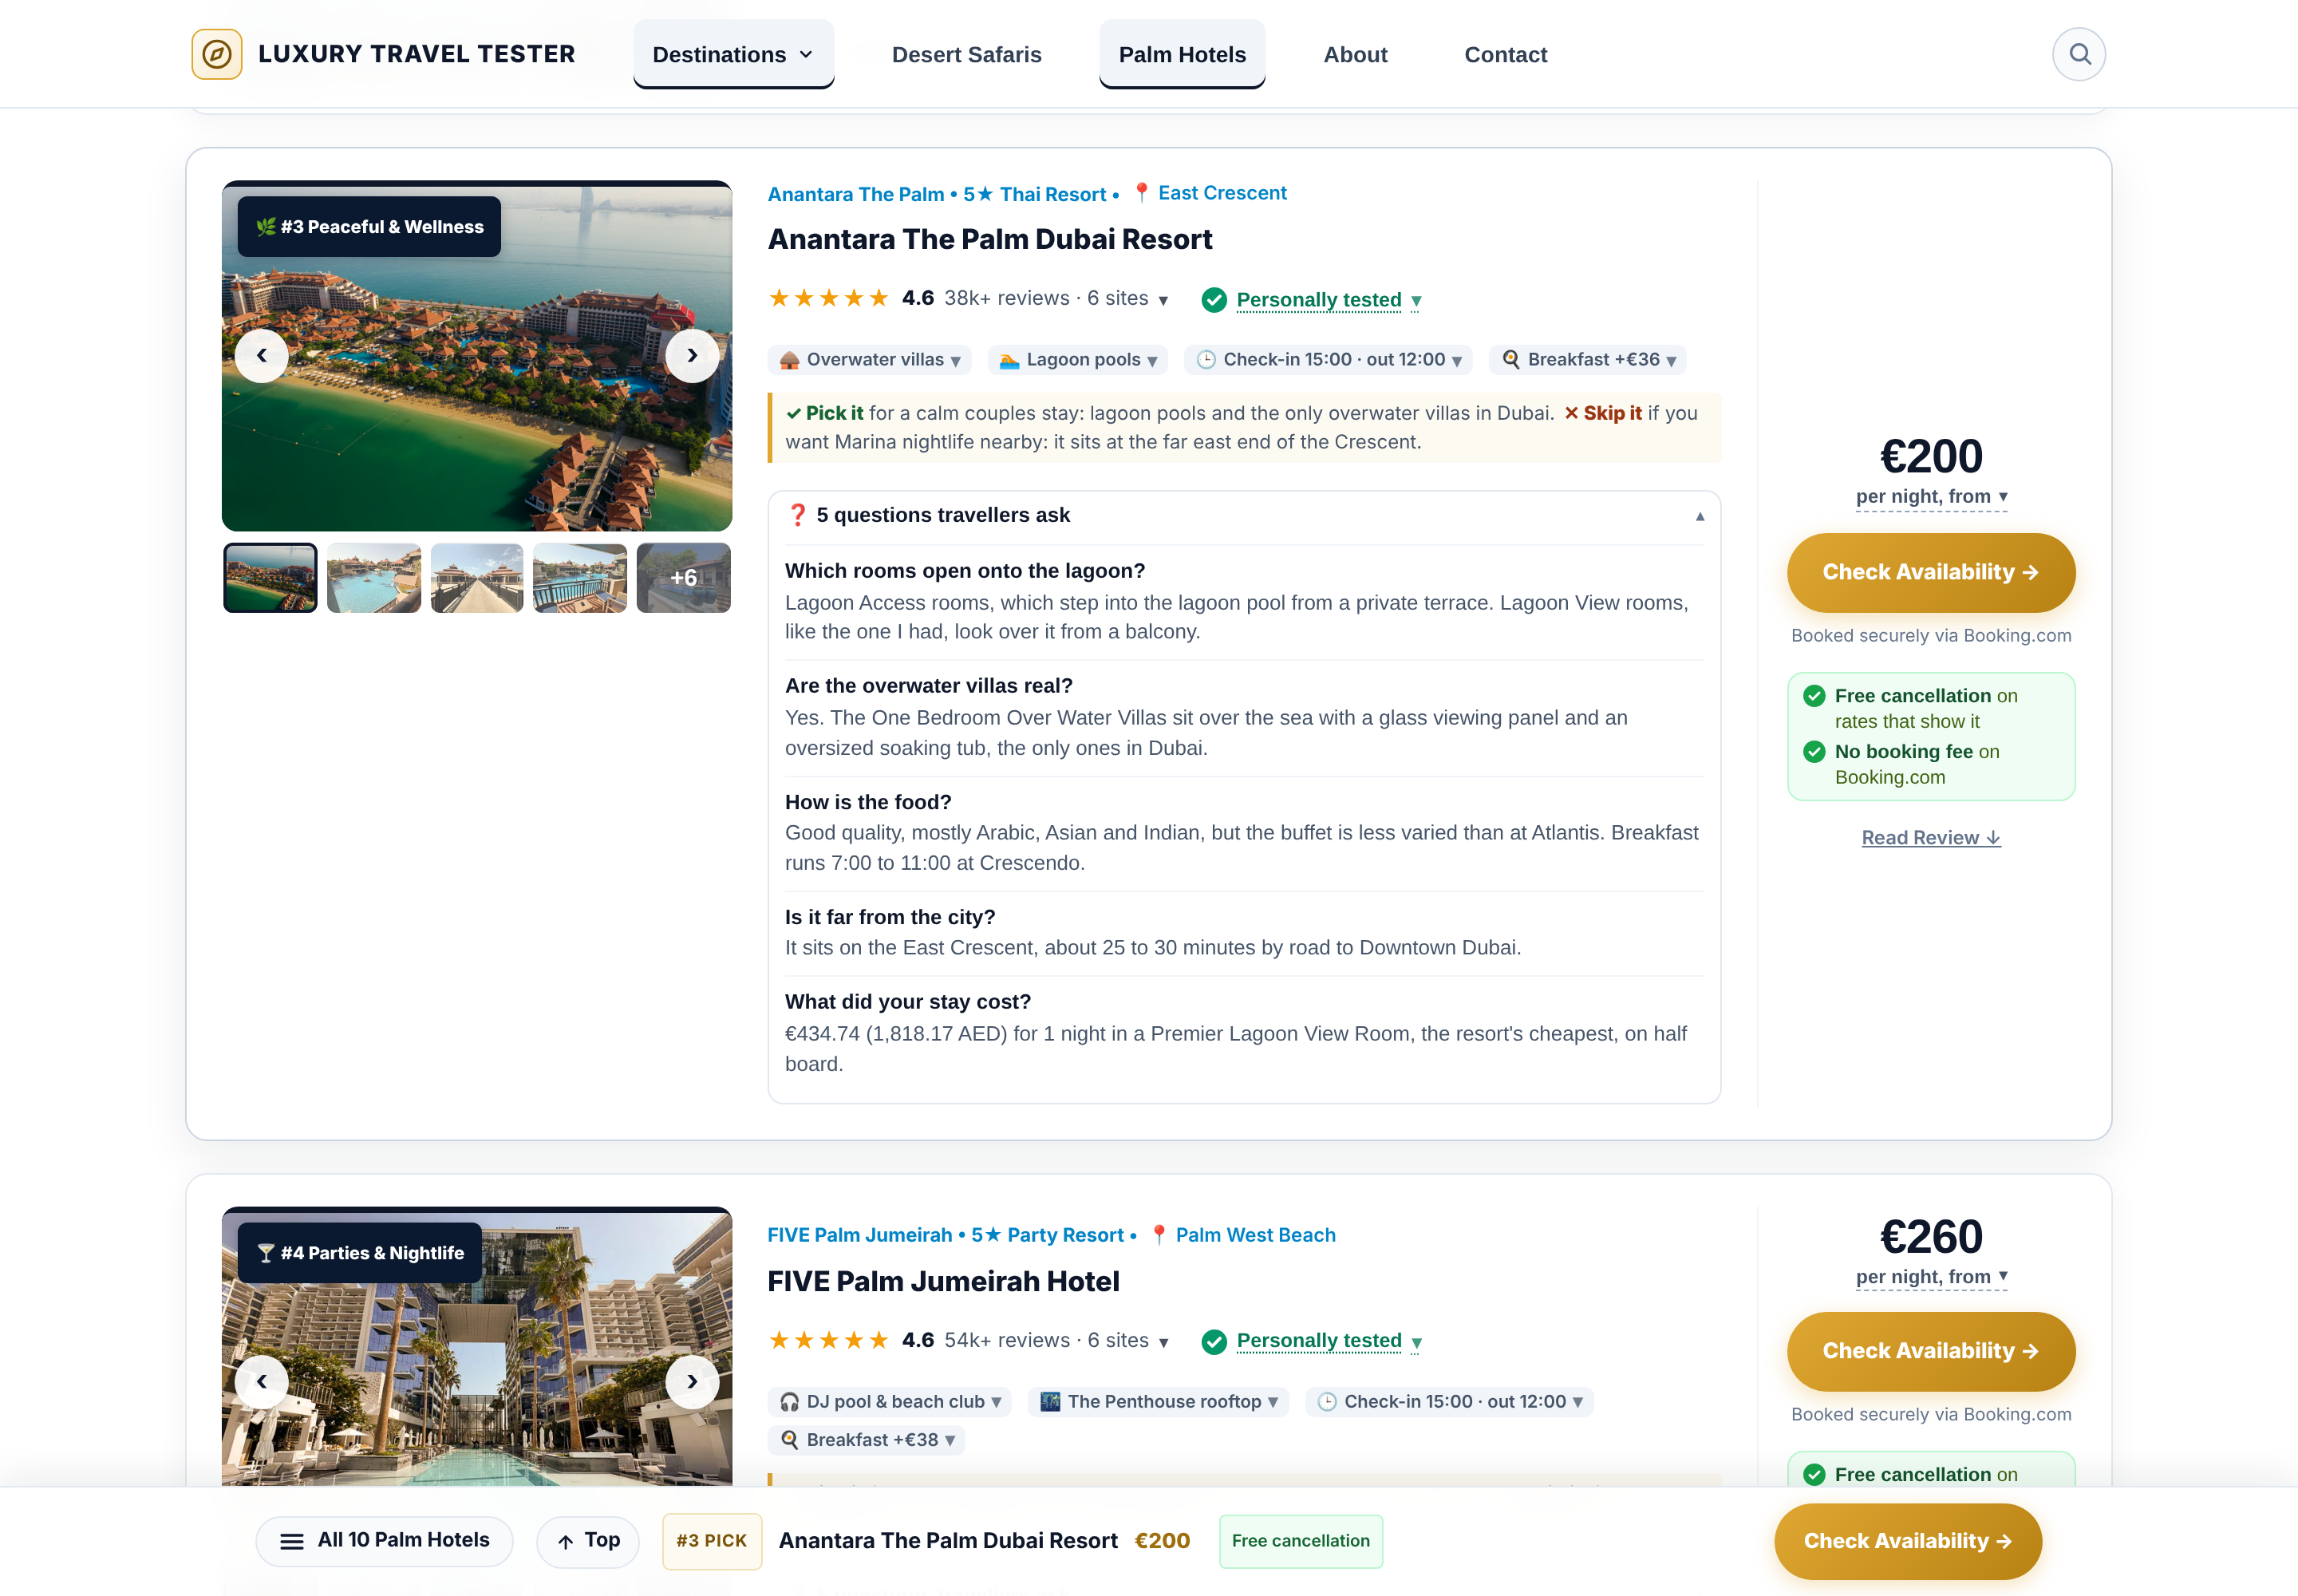 LUXURY TRAVEL TESTER
Destinations
Desert Safaris
Palm Hotels
About
Contact
🌿 #3 Peaceful & Wellness
‹
›
+6
Anantara The Palm • 5★ Thai Resort • 📍 East Crescent
Anantara The Palm Dubai Resort
★★★★★ 4.6 38k+ reviews · 6 sites ▾ Personally tested ▾
🛖 Overwater villas ▾
🏊 Lagoon pools ▾
🕒 Check-in 15:00 · out 12:00 ▾
🍳 Breakfast +€36 ▾
✓ Pick it for a calm couples stay: lagoon pools and the only overwater villas in Dubai. ✕ Skip it if you
want Marina nightlife nearby: it sits at the far east end of the Crescent.
❓ 5 questions travellers ask ▴
Which rooms open onto the lagoon?
Lagoon Access rooms, which step into the lagoon pool from a private terrace. Lagoon View rooms,
like the one I had, look over it from a balcony.
Are the overwater villas real?
Yes. The One Bedroom Over Water Villas sit over the sea with a glass viewing panel and an
oversized soaking tub, the only ones in Dubai.
How is the food?
Good quality, mostly Arabic, Asian and Indian, but the buffet is less varied than at Atlantis. Breakfast
runs 7:00 to 11:00 at Crescendo.
Is it far from the city?
It sits on the East Crescent, about 25 to 30 minutes by road to Downtown Dubai.
What did your stay cost?
€434.74 (1,818.17 AED) for 1 night in a Premier Lagoon View Room, the resort's cheapest, on half
board.
€200
per night, from ▾
Check Availability →
Booked securely via Booking.com
Free cancellation on
rates that show it
No booking fee on
Booking.com
Read Review ↓
🍸 #4 Parties & Nightlife
‹
›
FIVE Palm Jumeirah • 5★ Party Resort • 📍 Palm West Beach
FIVE Palm Jumeirah Hotel
★★★★★ 4.6 54k+ reviews · 6 sites ▾ Personally tested ▾
🎧 DJ pool & beach club ▾
🌃 The Penthouse rooftop ▾
🕒 Check-in 15:00 · out 12:00 ▾
🍳 Breakfast +€38 ▾
€260
per night, from ▾
Check Availability →
Booked securely via Booking.com
Free cancellation on
All 10 Palm Hotels
↑ Top
#3 PICK
Anantara The Palm Dubai Resort €200
Free cancellation
Check Availability →